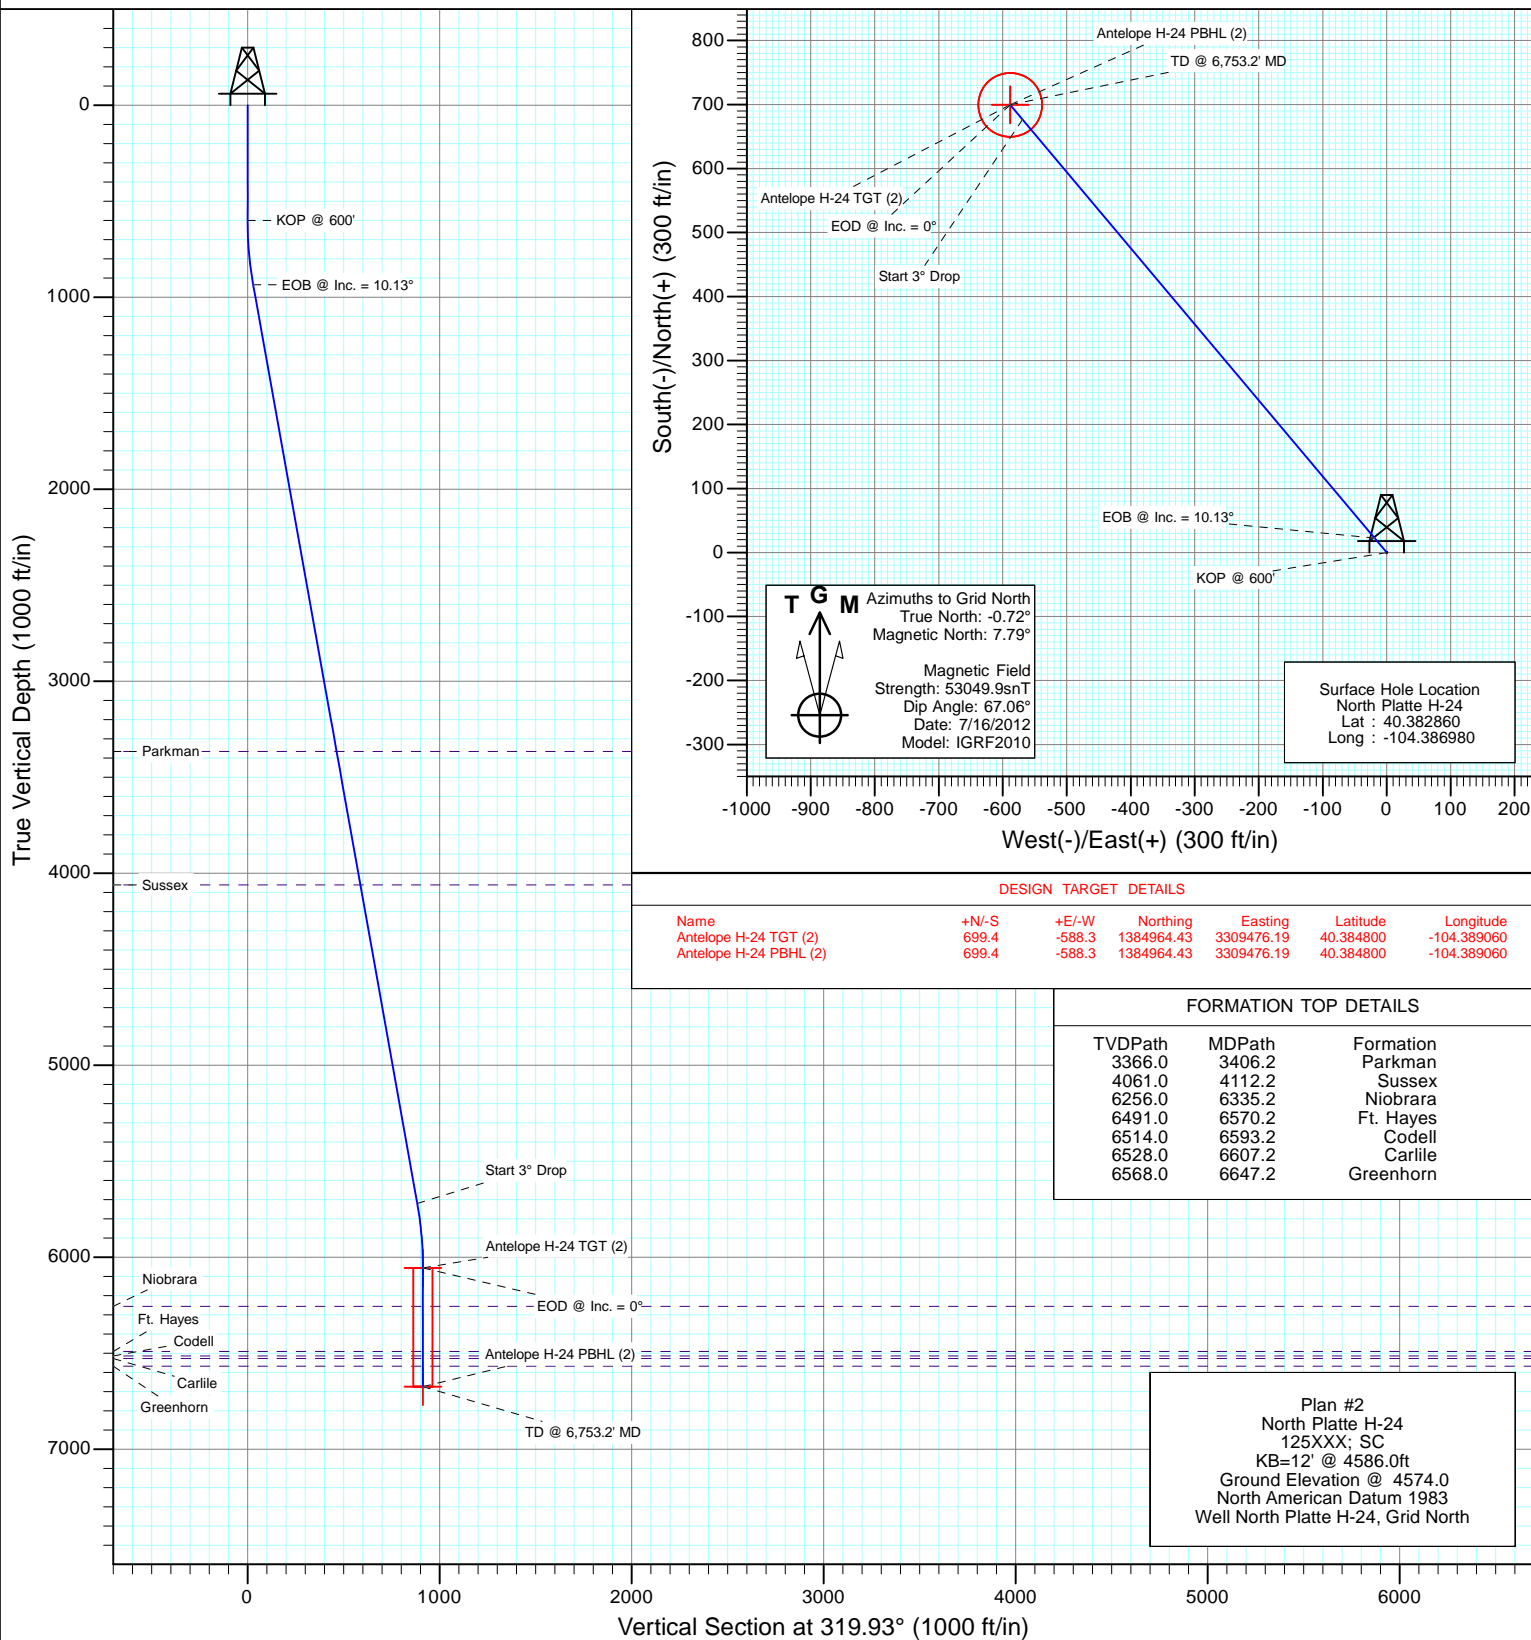 0
1000
2000
3000
4000
5000
6000
7000
True Vertical Depth (1000 ft/in)
KOP @ 600'
EOB @ Inc. = 10.13°
Parkman
Sussex
Start 3° Drop
Antelope H-24 TGT (2)
Niobrara
EOD @ Inc. = 0°
Ft. Hayes
Codell
Antelope H-24 PBHL (2)
Carlile
Greenhorn
TD @ 6,753.2' MD
0
1000
2000
3000
4000
5000
6000
Vertical Section at 319.93° (1000 ft/in)
800
700
600
500
400
300
200
100
0
-100
-200
-300
South(-)/North(+) (300 ft/in)
Antelope H-24 PBHL (2)
TD @ 6,753.2' MD
Antelope H-24 TGT (2)
EOD @ Inc. = 0°
Start 3° Drop
EOB @ Inc. = 10.13°
KOP @ 600'
T G M
Azimuths to Grid North
True North: -0.72°
Magnetic North: 7.79°
Magnetic Field
Strength: 53049.9snT
Dip Angle: 67.06°
Date: 7/16/2012
Model: IGRF2010
Surface Hole Location
North Platte H-24
Lat : 40.382860
Long : -104.386980
-1000 -900 -800 -700 -600 -500 -400 -300 -200 -100 0 100 200
West(-)/East(+) (300 ft/in)
DESIGN TARGET DETAILS
Name +N/-S +E/-W Northing Easting Latitude Longitude
Antelope H-24 TGT (2) 699.4 -588.3 1384964.43 3309476.19 40.384800 -104.389060
Antelope H-24 PBHL (2) 699.4 -588.3 1384964.43 3309476.19 40.384800 -104.389060
FORMATION TOP DETAILS
TVDPath MDPath Formation
3366.0 3406.2 Parkman
4061.0 4112.2 Sussex
6256.0 6335.2 Niobrara
6491.0 6570.2 Ft. Hayes
6514.0 6593.2 Codell
6528.0 6607.2 Carlile
6568.0 6647.2 Greenhorn
Plan #2
North Platte H-24
125XXX; SC
KB=12' @ 4586.0ft
Ground Elevation @ 4574.0
North American Datum 1983
Well North Platte H-24, Grid North